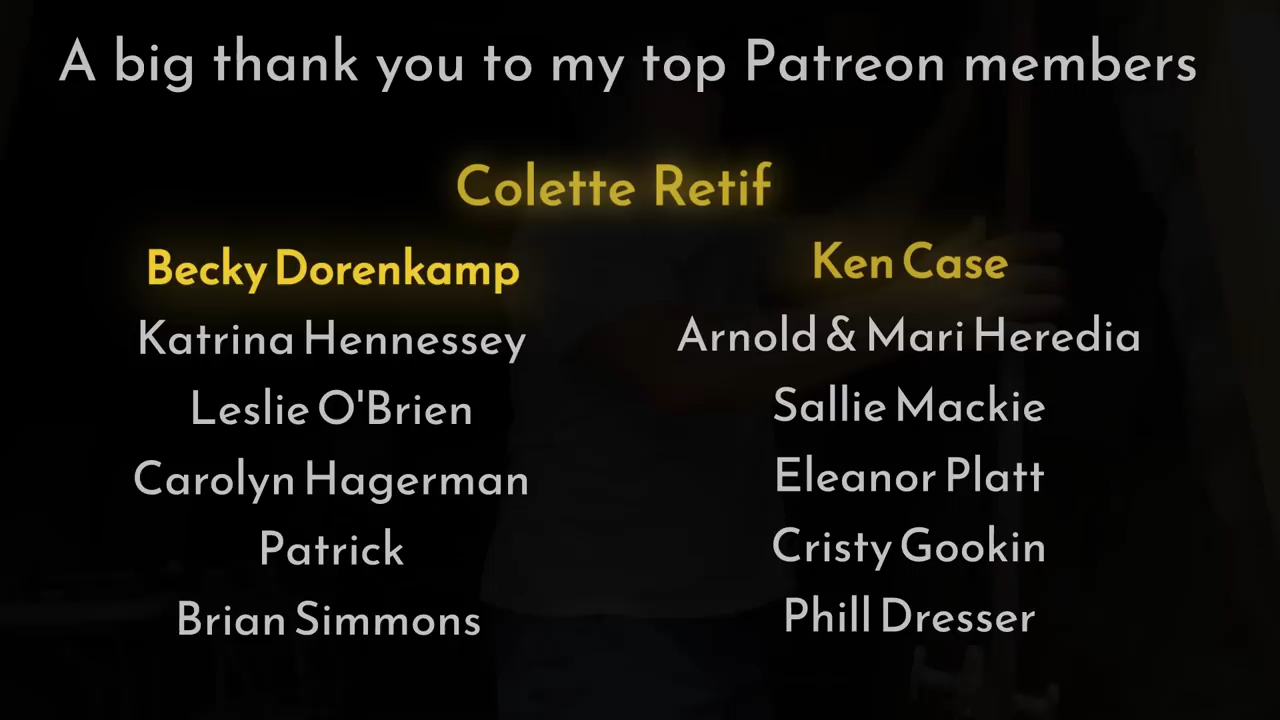 A big thank you to my top Patreon members
Colette Retif
Becky Dorenkamp
Katrina Hennessey
Leslie O'Brien
Carolyn Hagerman
Patrick
Brian Simmons
Ken Case
Arnold & Mari Heredia
Sallie Mackie
Eleanor Platt
Cristy Gookin
Phill Dresser